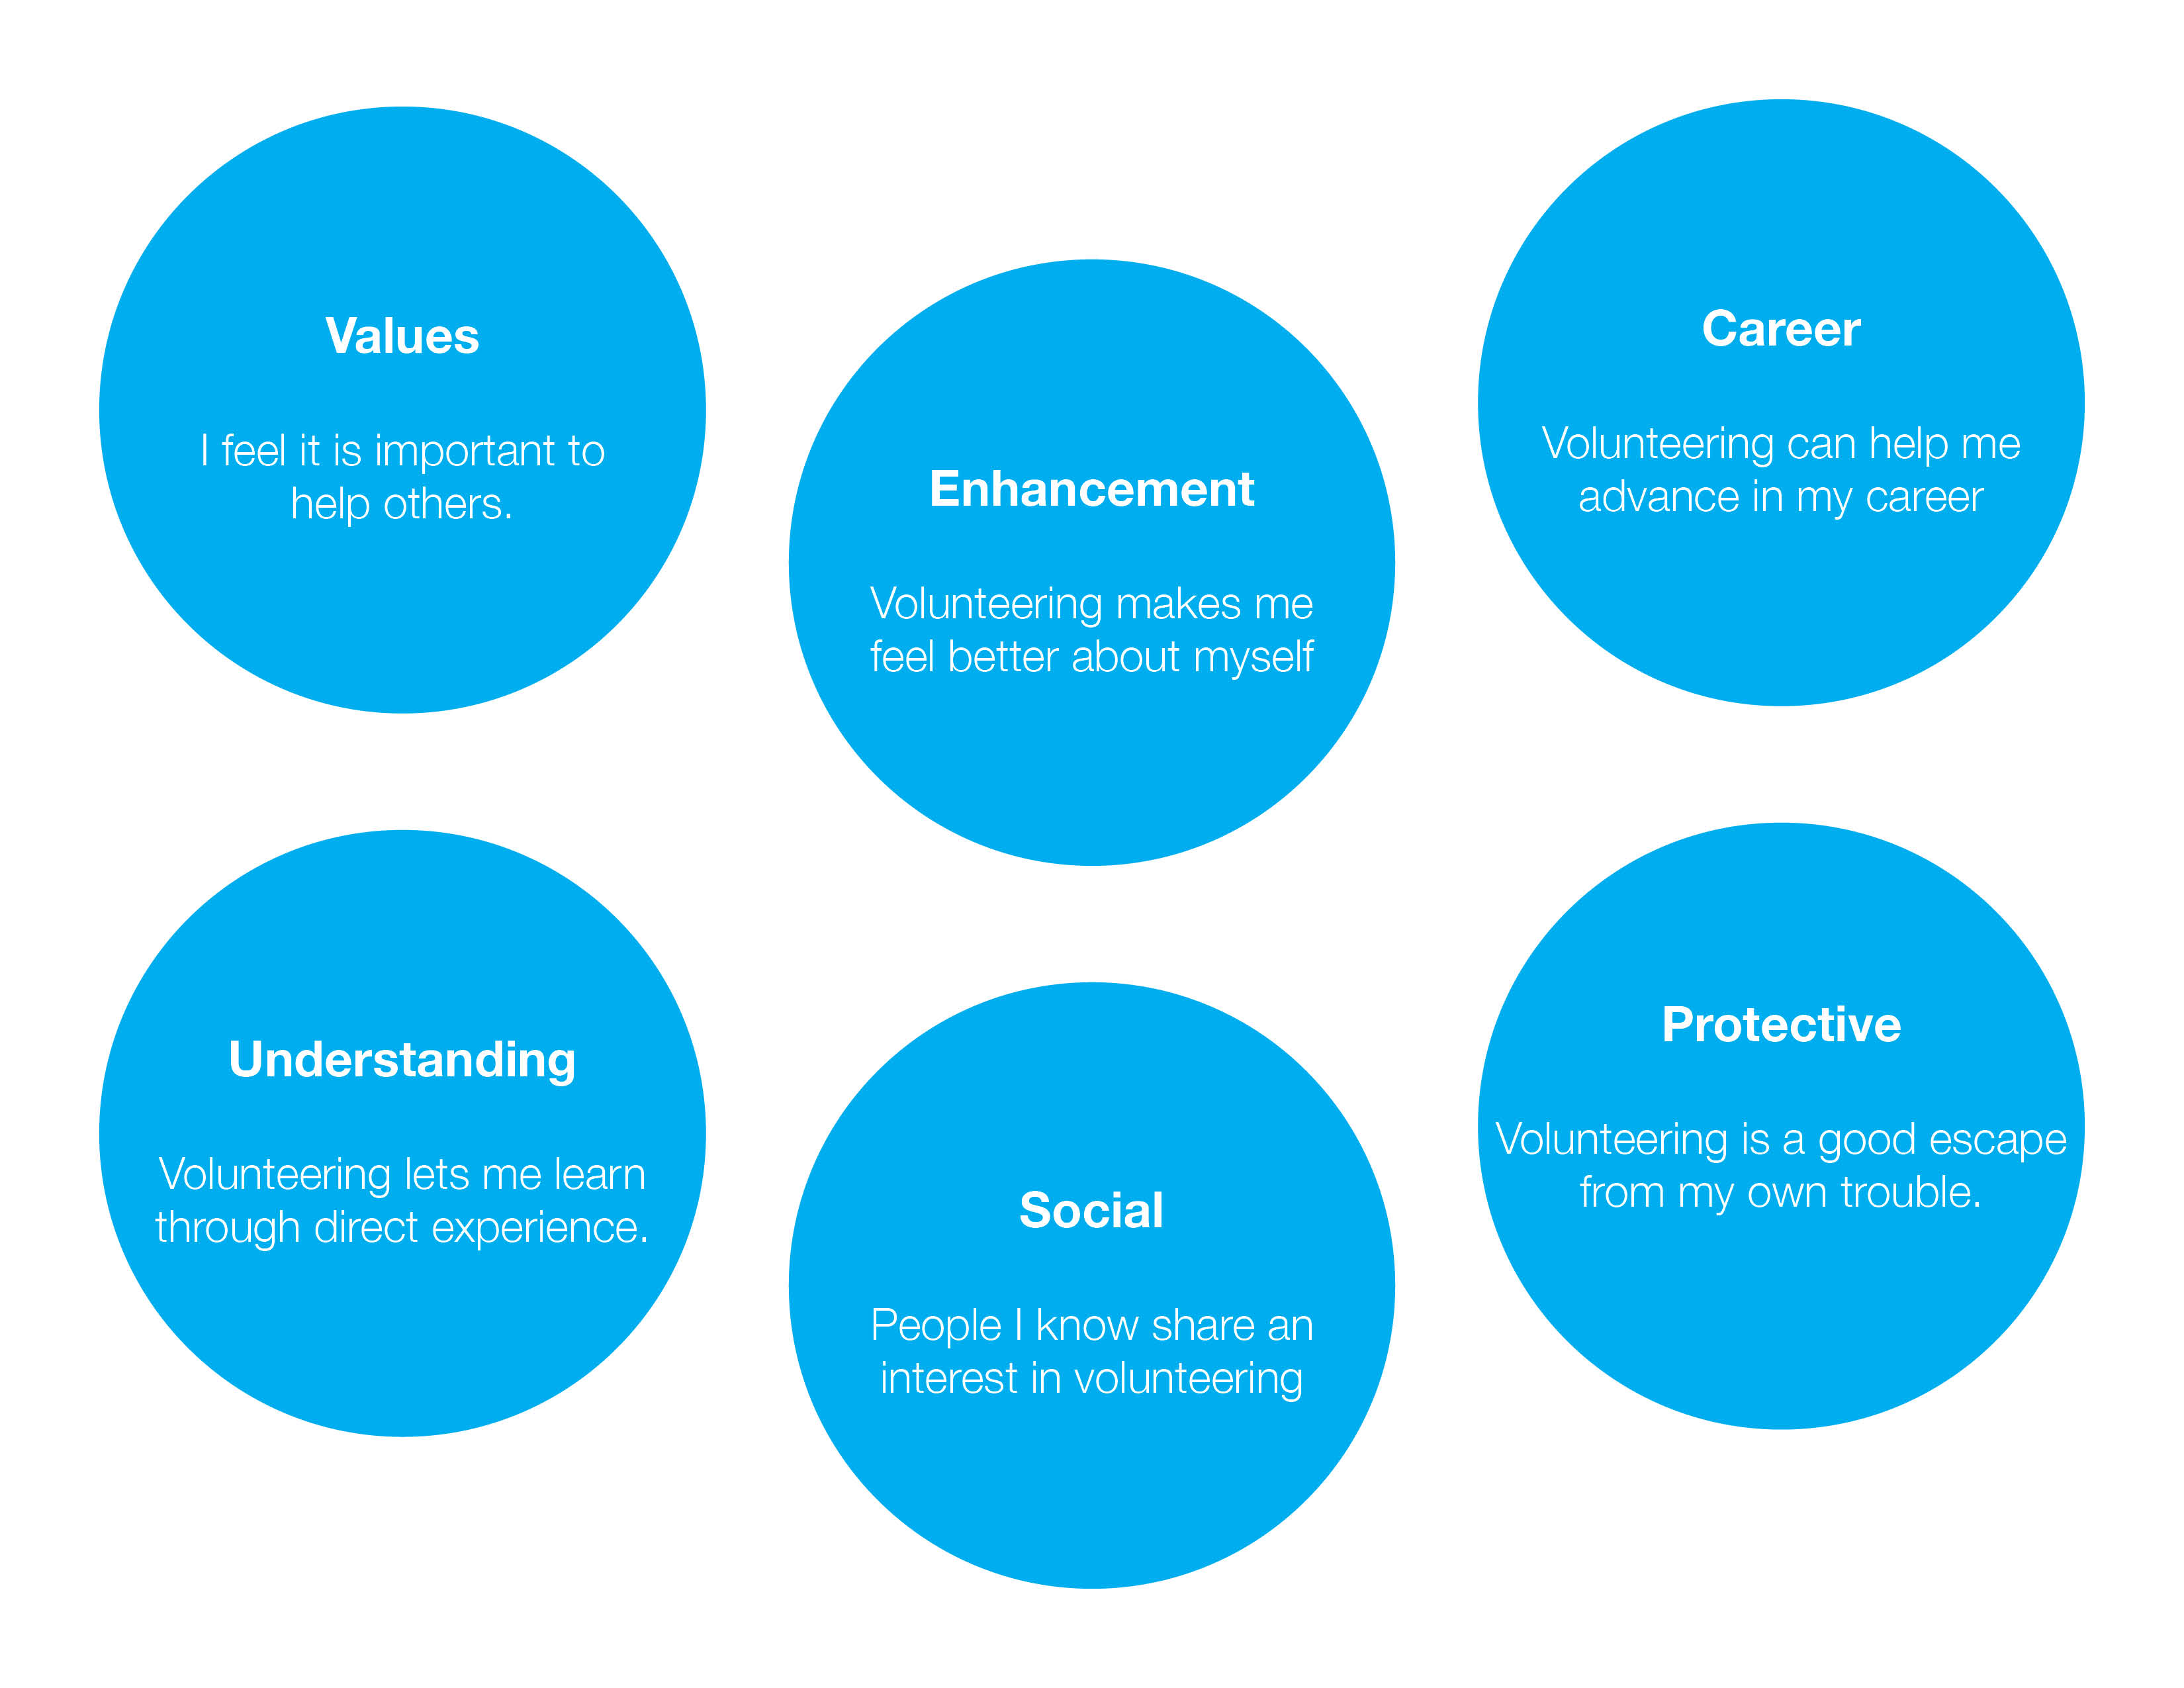 Values
I feel it is important to
help others.
Enhancement
Volunteering makes me
feel better about myself
Career
Volunteering can help me
advance in my career
Understanding
Volunteering lets me learn
through direct experience.
Social
People I know share an
interest in volunteering
Protective
Volunteering is a good escape
from my own trouble.